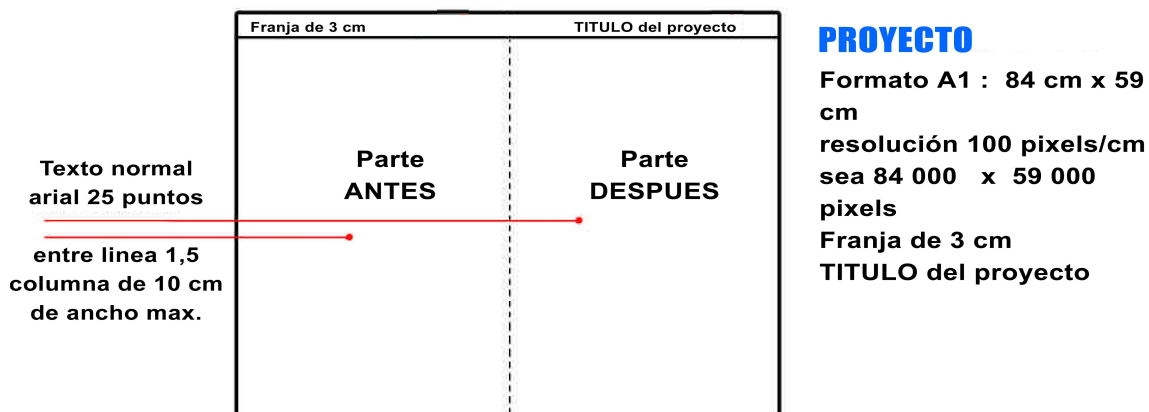 Franja de 3 cm
TITULO del proyecto
Parte
ANTES
Parte
DESPUES
Texto normal
arial 25 puntos
entre linea 1,5
columna de 10 cm
de ancho max.
PROYECTO
Formato A1 :  84 cm x 59
cm
resolución 100 pixels/cm
sea 84 000   x  59 000
pixels
Franja de 3 cm
TITULO del proyecto